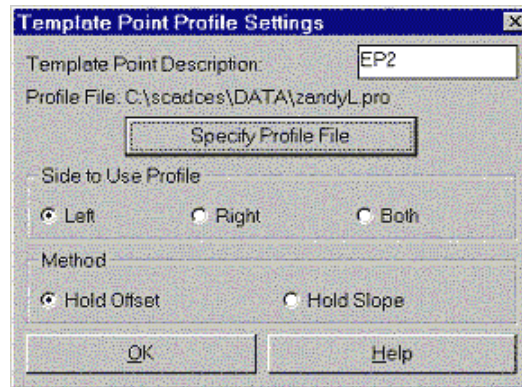 Template Point Profile Settings
Template Point Description: EP2
Profile File: C:\scadces\DATA\zandyL.pro
Specify Profile File
Side to Use Profile
Left Right Both
Method
Hold Offset Hold Slope
OK Help